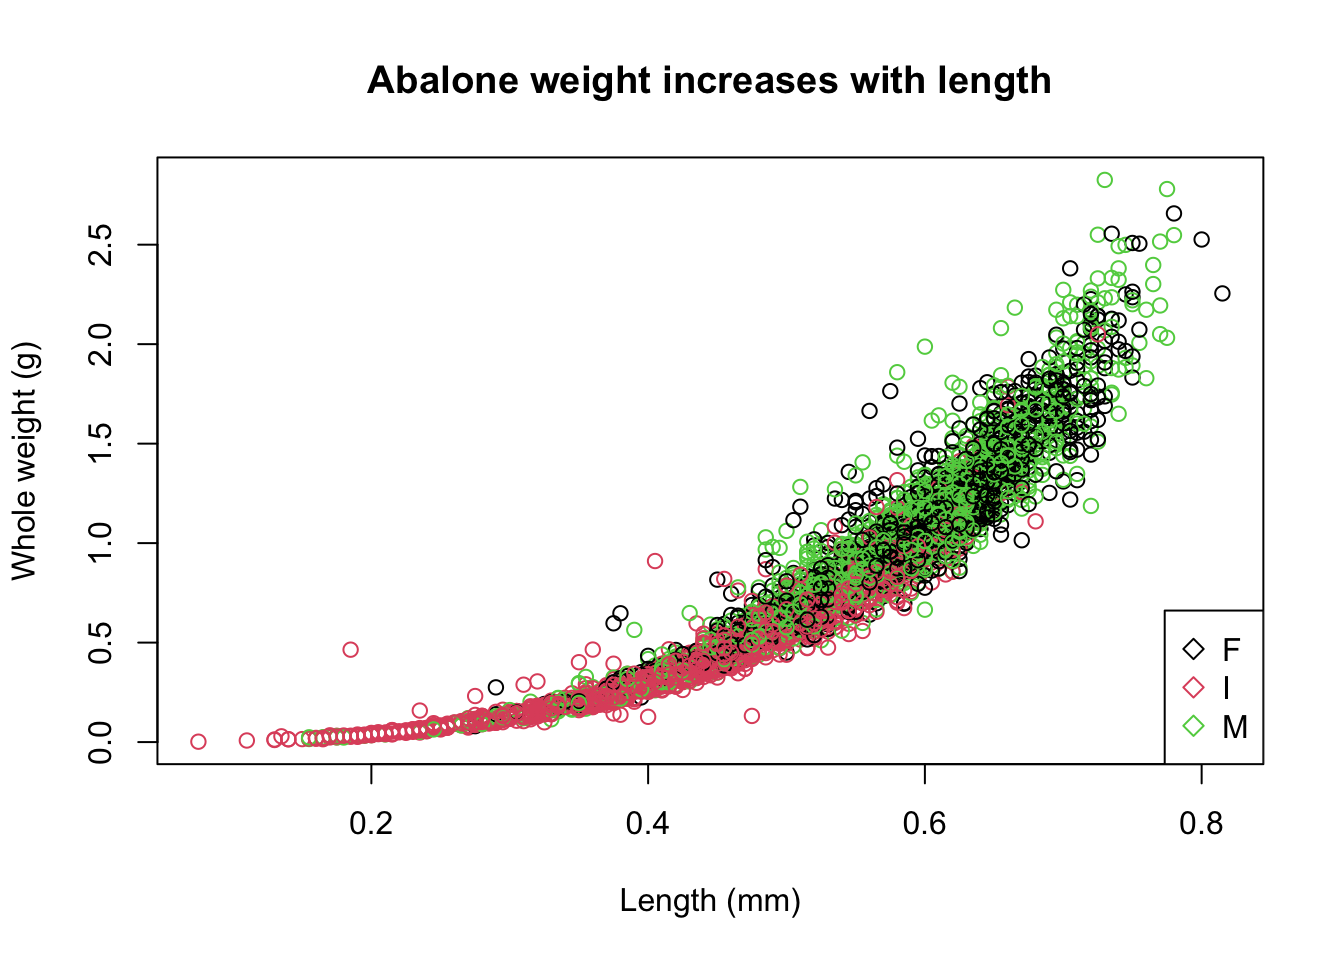 Abalone weight increases with length
Whole weight (g)
2.5
2.0
1.5
1.0
0.5
0.0
0.2 0.4 0.6 0.8
Length (mm)
F
I
M